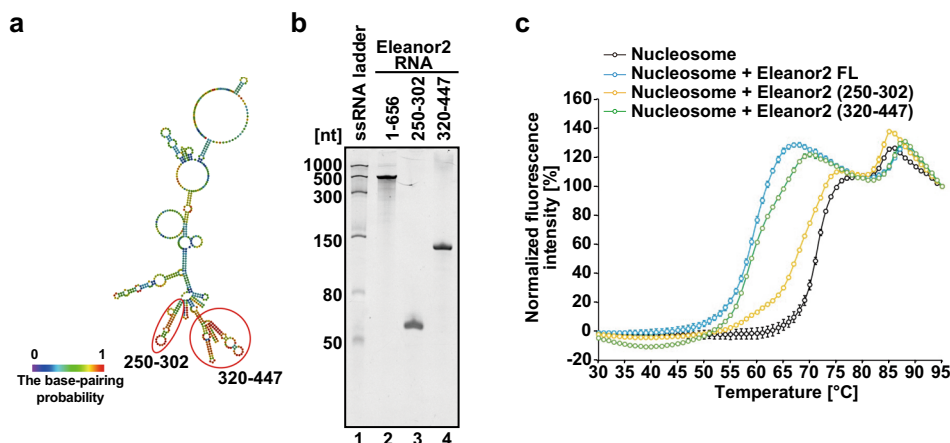 a
250-302
320-447
0 1
The base-pairing
probability
b
ssRNA ladder
Eleanor2
RNA
1-656
250-302
320-447
[nt]
1000
500
300
150
80
50
1 2 3 4
c
Nucleosome
Nucleosome + Eleanor2 FL
Nucleosome + Eleanor2 (250-302)
Nucleosome + Eleanor2 (320-447)
Normalized fluorescence
intensity [%]
160
140
120
100
80
60
40
20
0
-20
30 35 40 45 50 55 60 65 70 75 80 85 90 95
Temperature [°C]